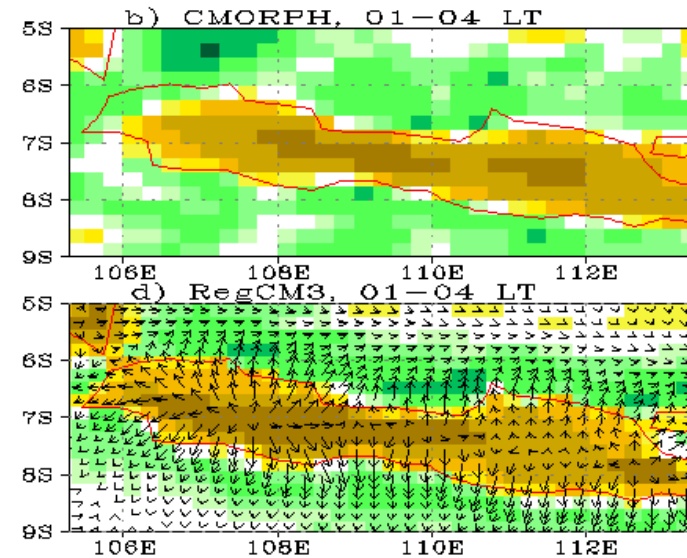 b) CMORPH, 01-04 LT
5S
6S
7S
8S
9S
106E 108E 110E 112E
d) RegCM3, 01-04 LT
5S
6S
7S
8S
9S
106E 108E 110E 112E